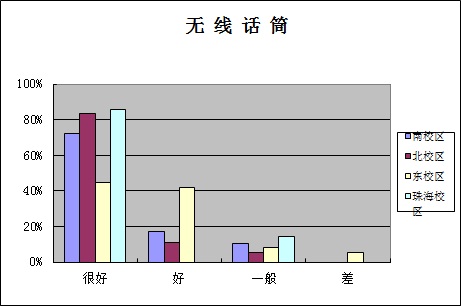 无线话筒
100%
80%
60%
40%
20%
0%
很好 好 一般 差
南校区
北校区
东校区
珠海校
区